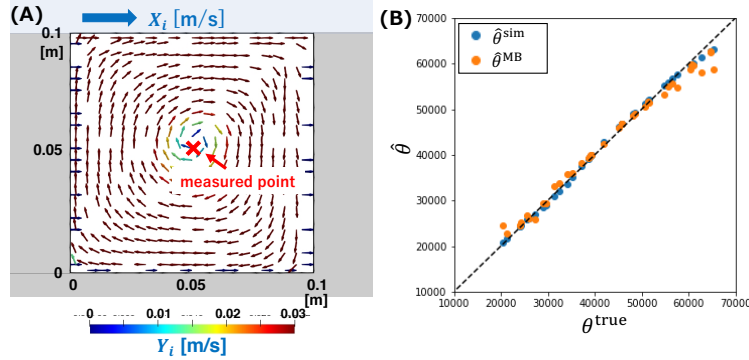 (A)
X_i [m/s]
0.1
[m]
0.05
measured point
0
0
0.05
0.1
[m]
0 0.01 0.02 0.03
Y_i [m/s]
(B)
70000
60000
50000
40000
30000
20000
10000
θ̂
θ̂^sim
θ̂^MB
10000 20000 30000 40000 50000 60000 70000
θ^true